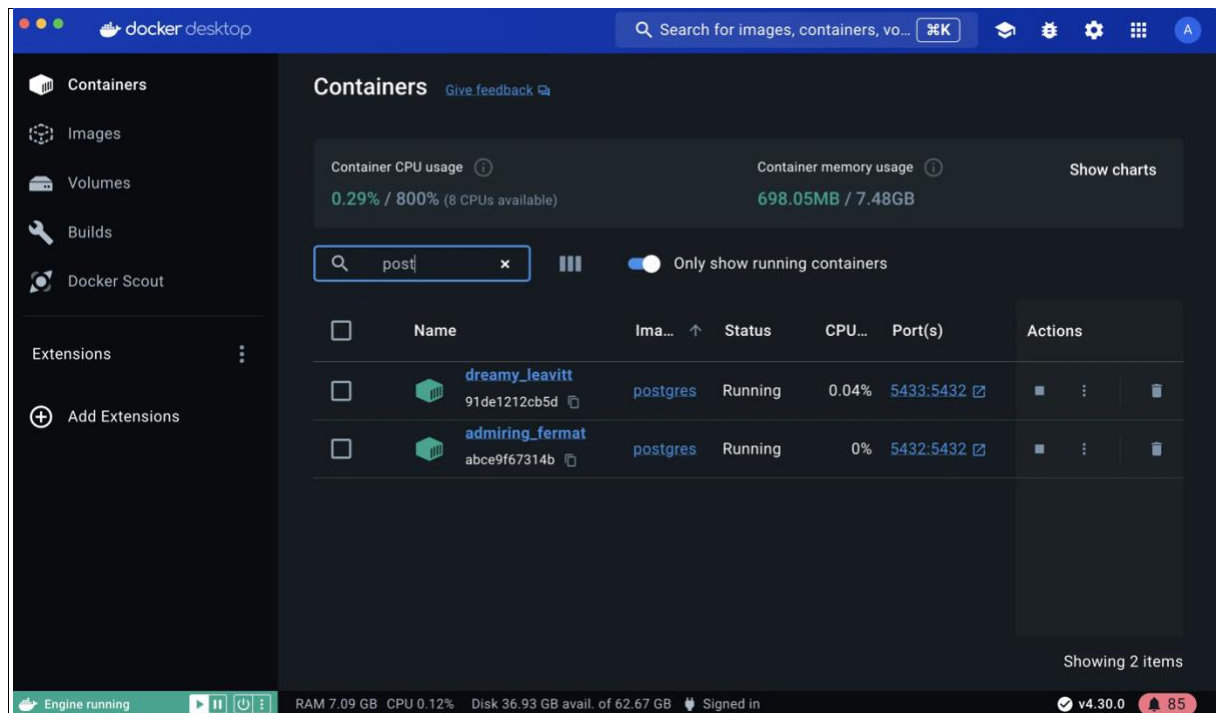 docker desktop
Search for images, containers, vo... ⌘K
A
Containers
Images
Volumes
Builds
Docker Scout
Extensions
Add Extensions
Containers Give feedback
Container CPU usage
0.29% / 800% (8 CPUs available)
Container memory usage
698.05MB / 7.48GB
Show charts
post
Only show running containers
Name Ima... ↑ Status CPU... Port(s) Actions
dreamy_leavitt
91de1212cb5d
postgres Running 0.04% 5433:5432
admiring_fermat
abce9f67314b
postgres Running 0% 5432:5432
Showing 2 items
Engine running
RAM 7.09 GB CPU 0.12% Disk 36.93 GB avail. of 62.67 GB Signed in
v4.30.0
85